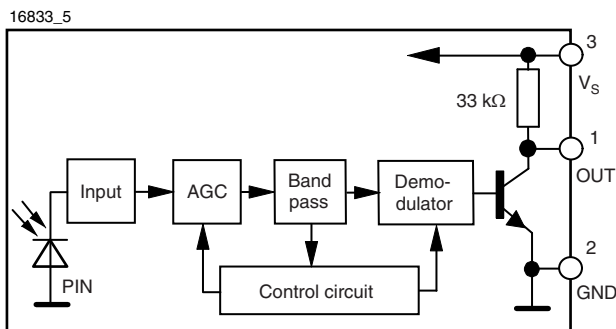 16833_5
3
V_S
33 kΩ
1
OUT
Input
AGC
Band
pass
Demo-
dulator
2
GND
PIN
Control circuit